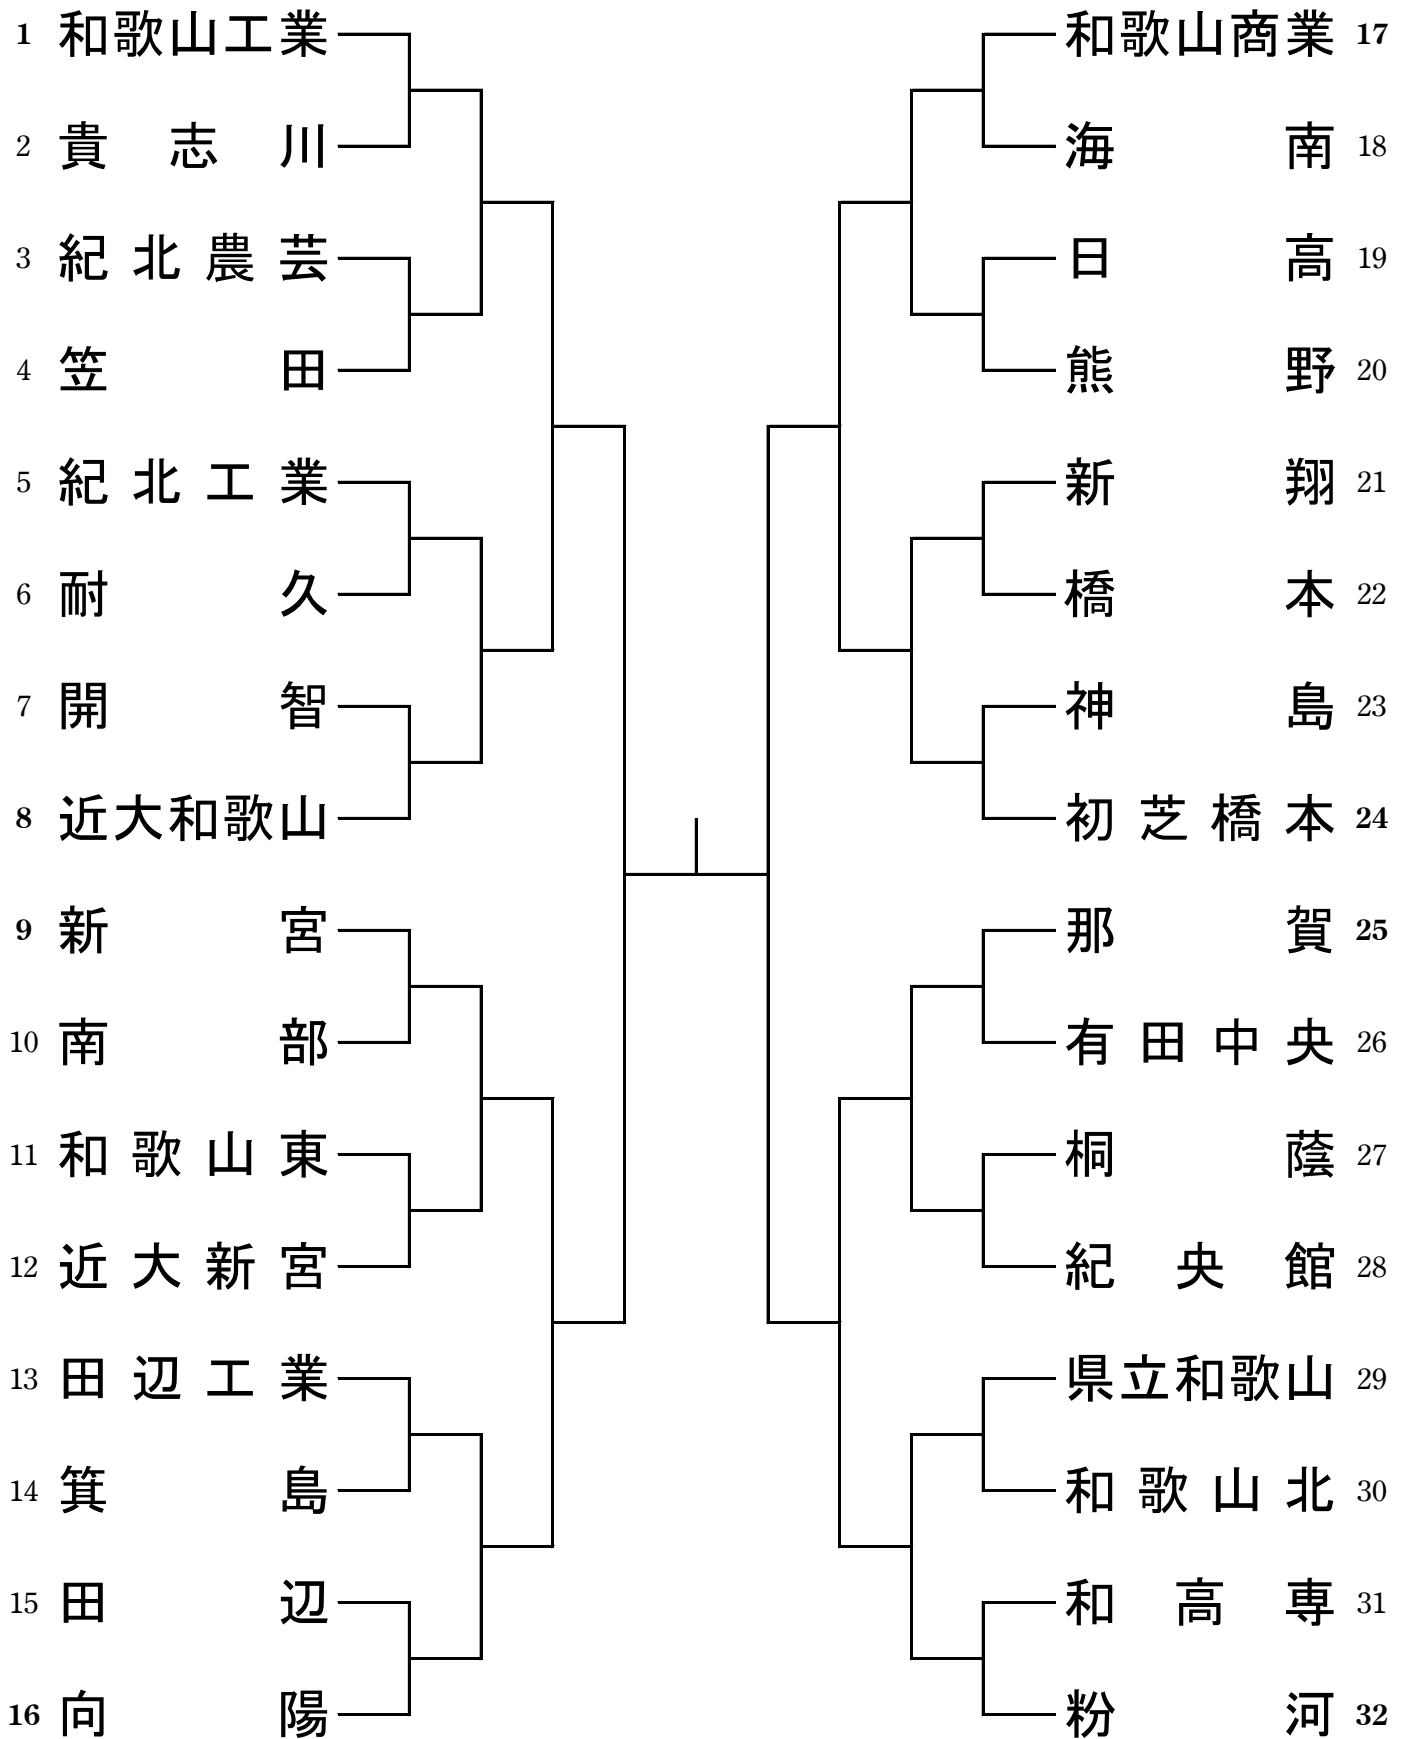 1 和歌山工業
2 貴志川
3 紀北農芸
4 笠田
5 紀北工業
6 耐久
7 開智
8 近大和歌山
9 新宮
10 南部
11 和歌山東
12 近大新宮
13 田辺工業
14 箕島
15 田辺
16 向陽
和歌山商業 17
海南 18
日高 19
熊野 20
新翔 21
橋本 22
神島 23
初芝橋本 24
那賀 25
有田中央 26
桐蔭 27
紀央館 28
県立和歌山 29
和歌山北 30
和高専 31
粉河 32